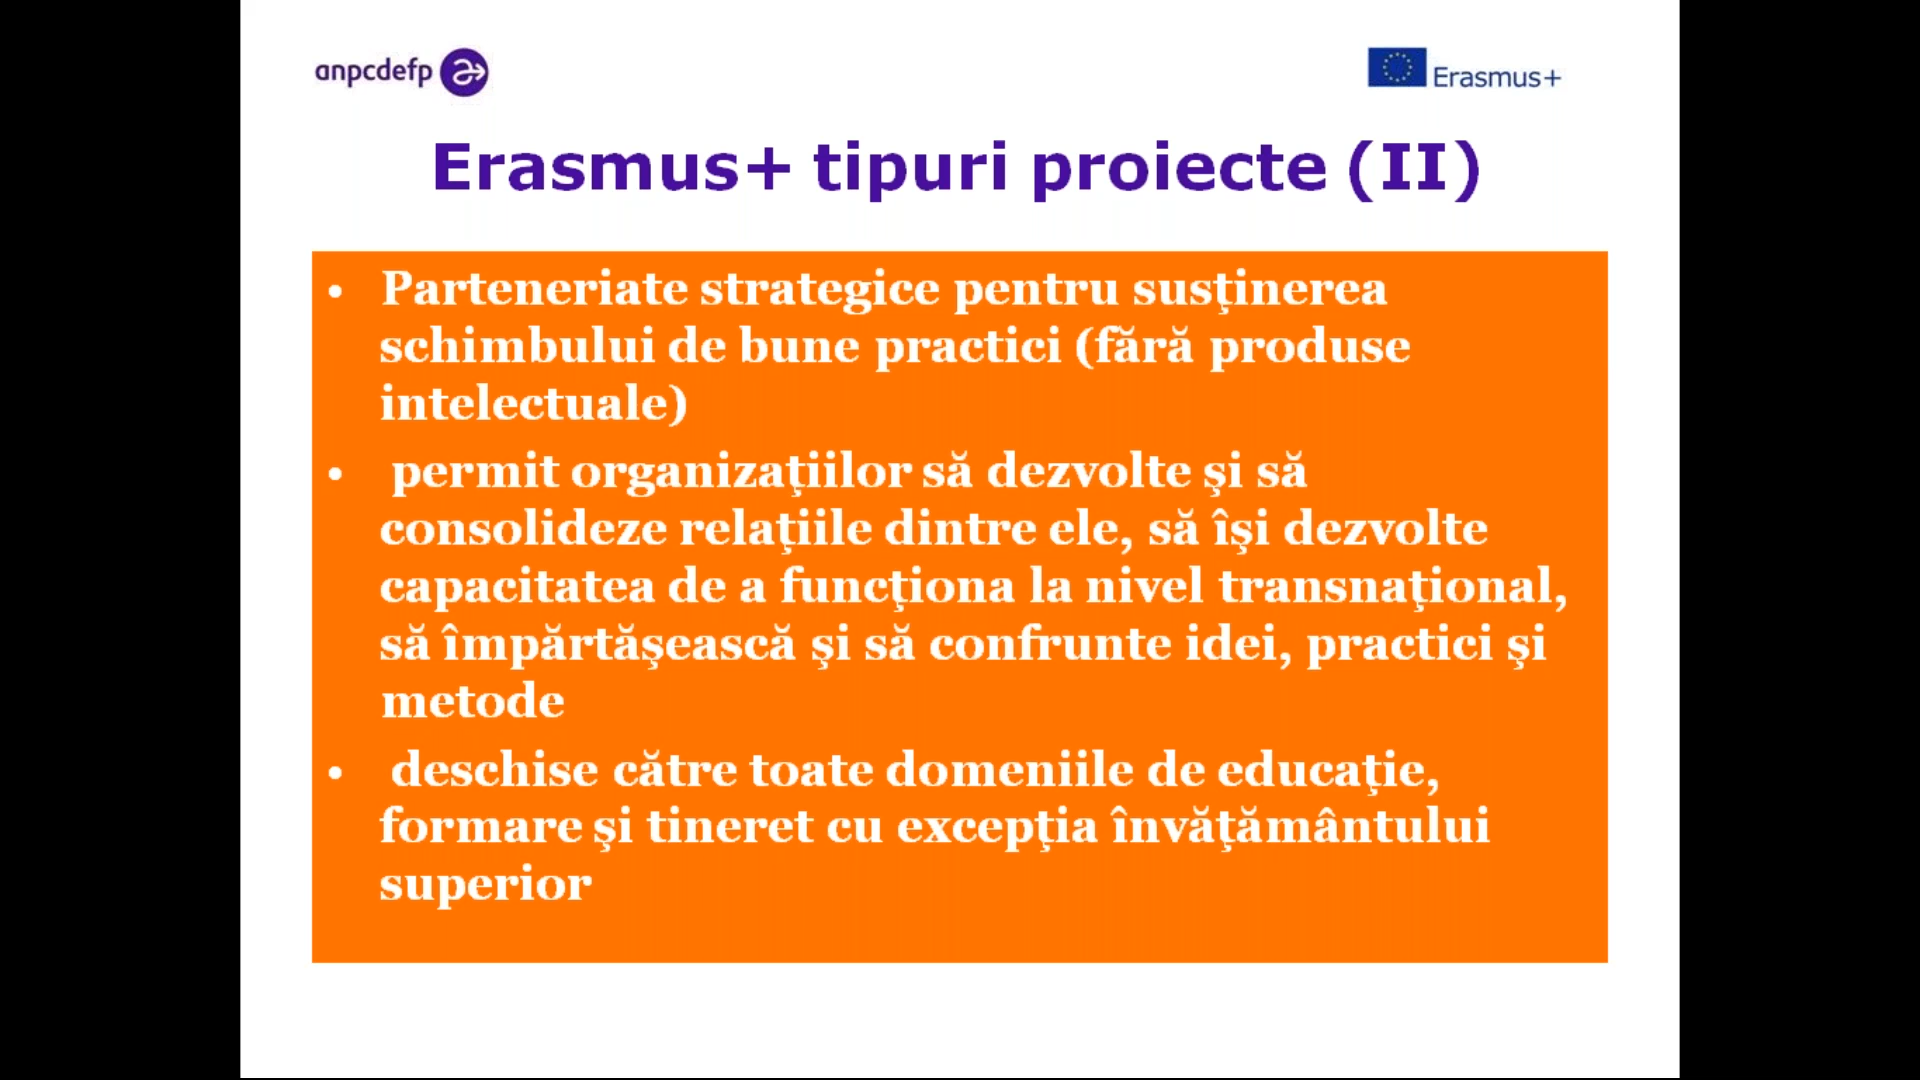 anpcdefp
Erasmus+
Erasmus+ tipuri proiecte (II)
• Parteneriate strategice pentru susţinerea
schimbului de bune practici (fără produse
intelectuale)
• permit organizaţiilor să dezvolte şi să
consolideze relaţiile dintre ele, să îşi dezvolte
capacitatea de a funcţiona la nivel transnaţional,
să împărtăşească şi să confrunte idei, practici şi
metode
• deschise către toate domeniile de educaţie,
formare şi tineret cu excepţia învăţământului
superior